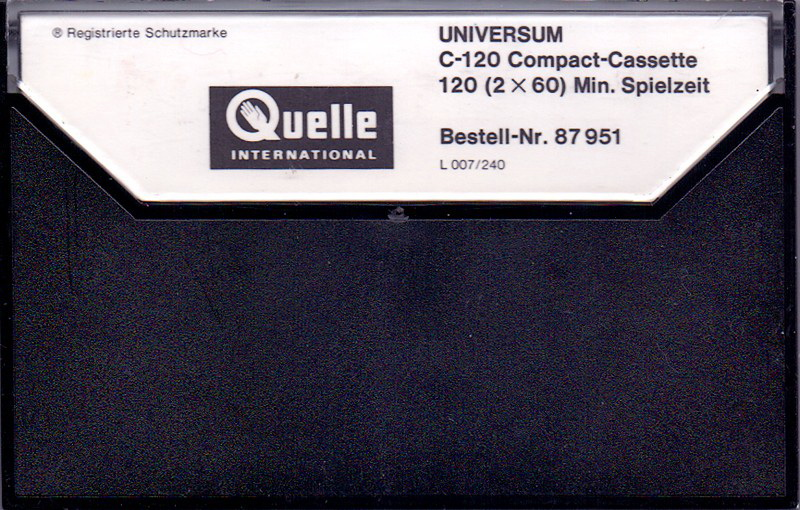 ® Registrierte Schutzmarke
Quelle
INTERNATIONAL
UNIVERSUM
C-120 Compact-Cassette
120 (2 × 60) Min. Spielzeit
Bestell-Nr. 87 951
L 007/240